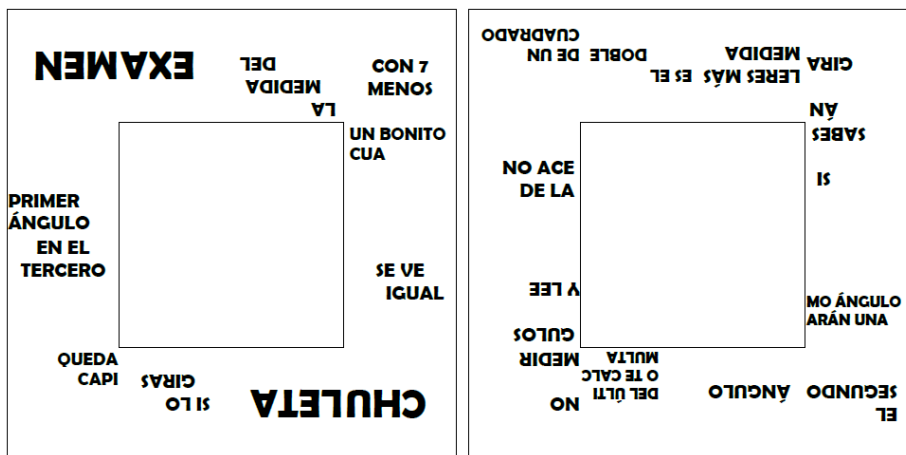 EXAMEN
LA
MEDIDA
DEL
CON 7
MENOS
UN BONITO
CUA
PRIMER
ÁNGULO
EN EL
TERCERO
SE VE
IGUAL
QUEDA
CAPI
SI LO
GIRAS
CHULETA
DOBLE DE UN
CUADRADO
LERES MÁS ES EL
MEDIDA
GIRA
SI
SABES
ÁN
NO ACE
DE LA
MO ÁNGULO
ARÁN UNA
NO
MEDIR
GULOS
Y LEE
DEL ÚLTI
O TE CALC
MULTA
EL
SEGUNDO ÁNGULO